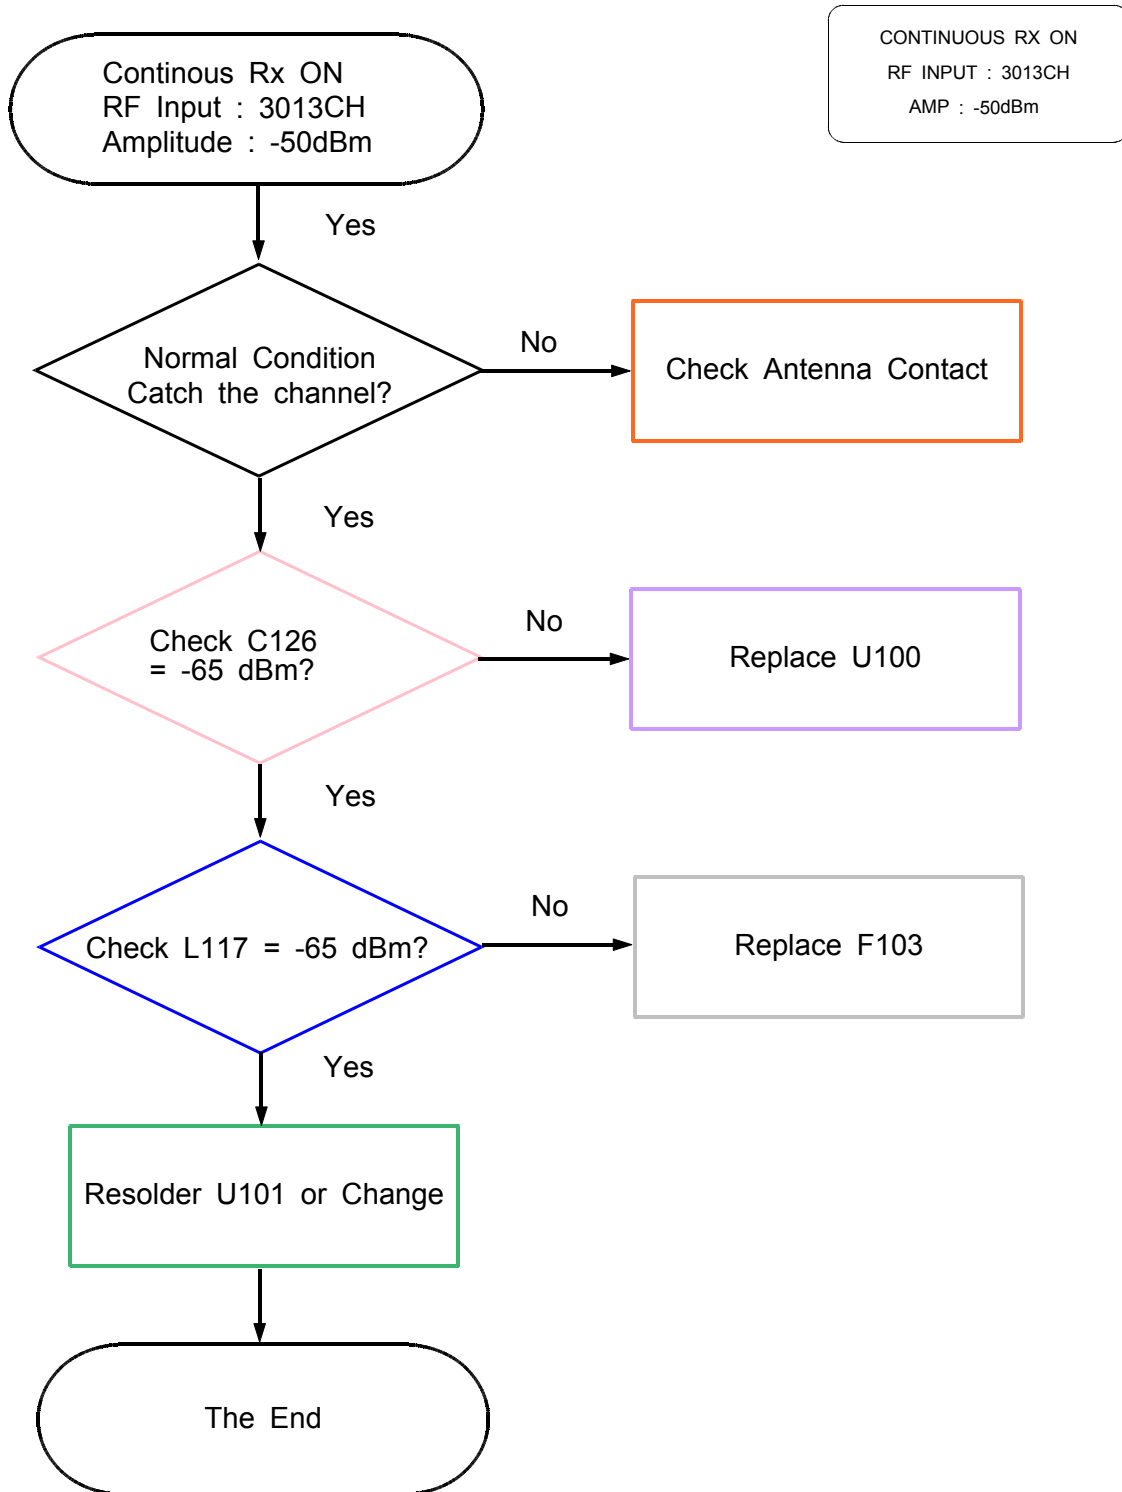 CONTINUOUS RX ON
RF INPUT : 3013CH
AMP : -50dBm
Continous Rx ON
RF Input : 3013CH
Amplitude : -50dBm
Yes
Normal Condition
Catch the channel?
No
Check Antenna Contact
Yes
Check C126
= -65 dBm?
No
Replace U100
Yes
Check L117 = -65 dBm?
No
Replace F103
Yes
Resolder U101 or Change
The End